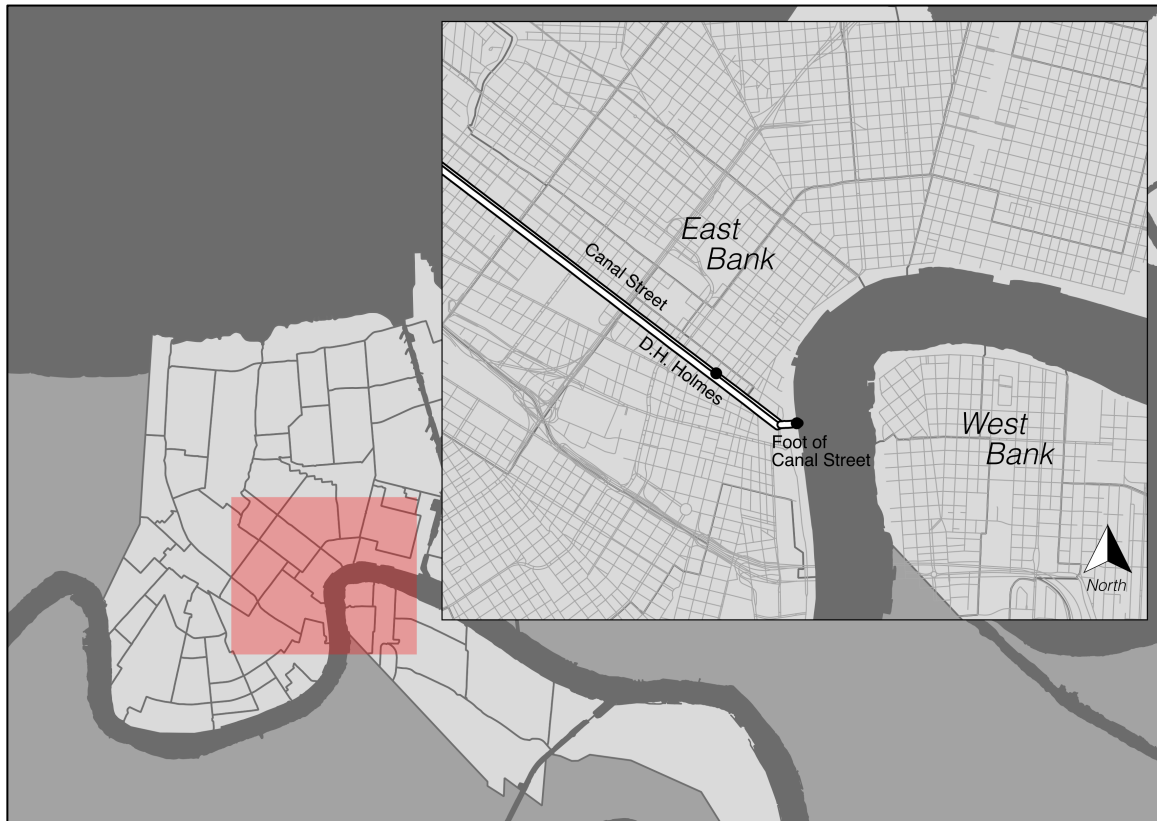 East
Bank
Canal Street
D.H. Holmes
Foot of
Canal Street
West
Bank
North